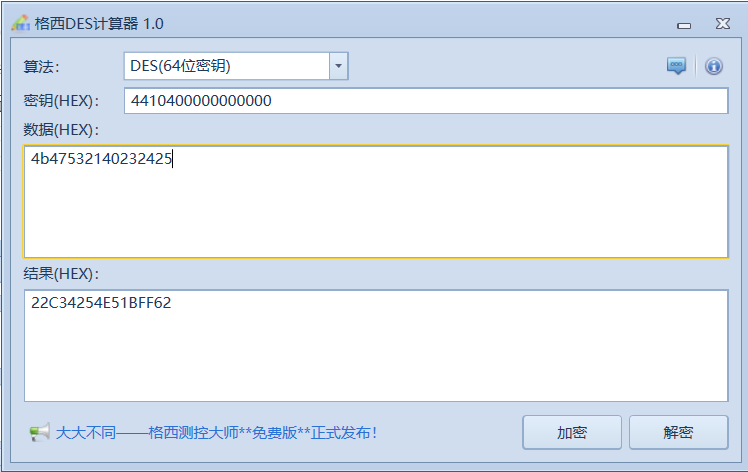 格西DES计算器 1.0
算法：
DES(64位密钥)
密钥(HEX)：
4410400000000000
数据(HEX)：
4b47532140232425
结果(HEX)：
22C34254E51BFF62
大大不同——格西测控大师**免费版**正式发布！
加密
解密